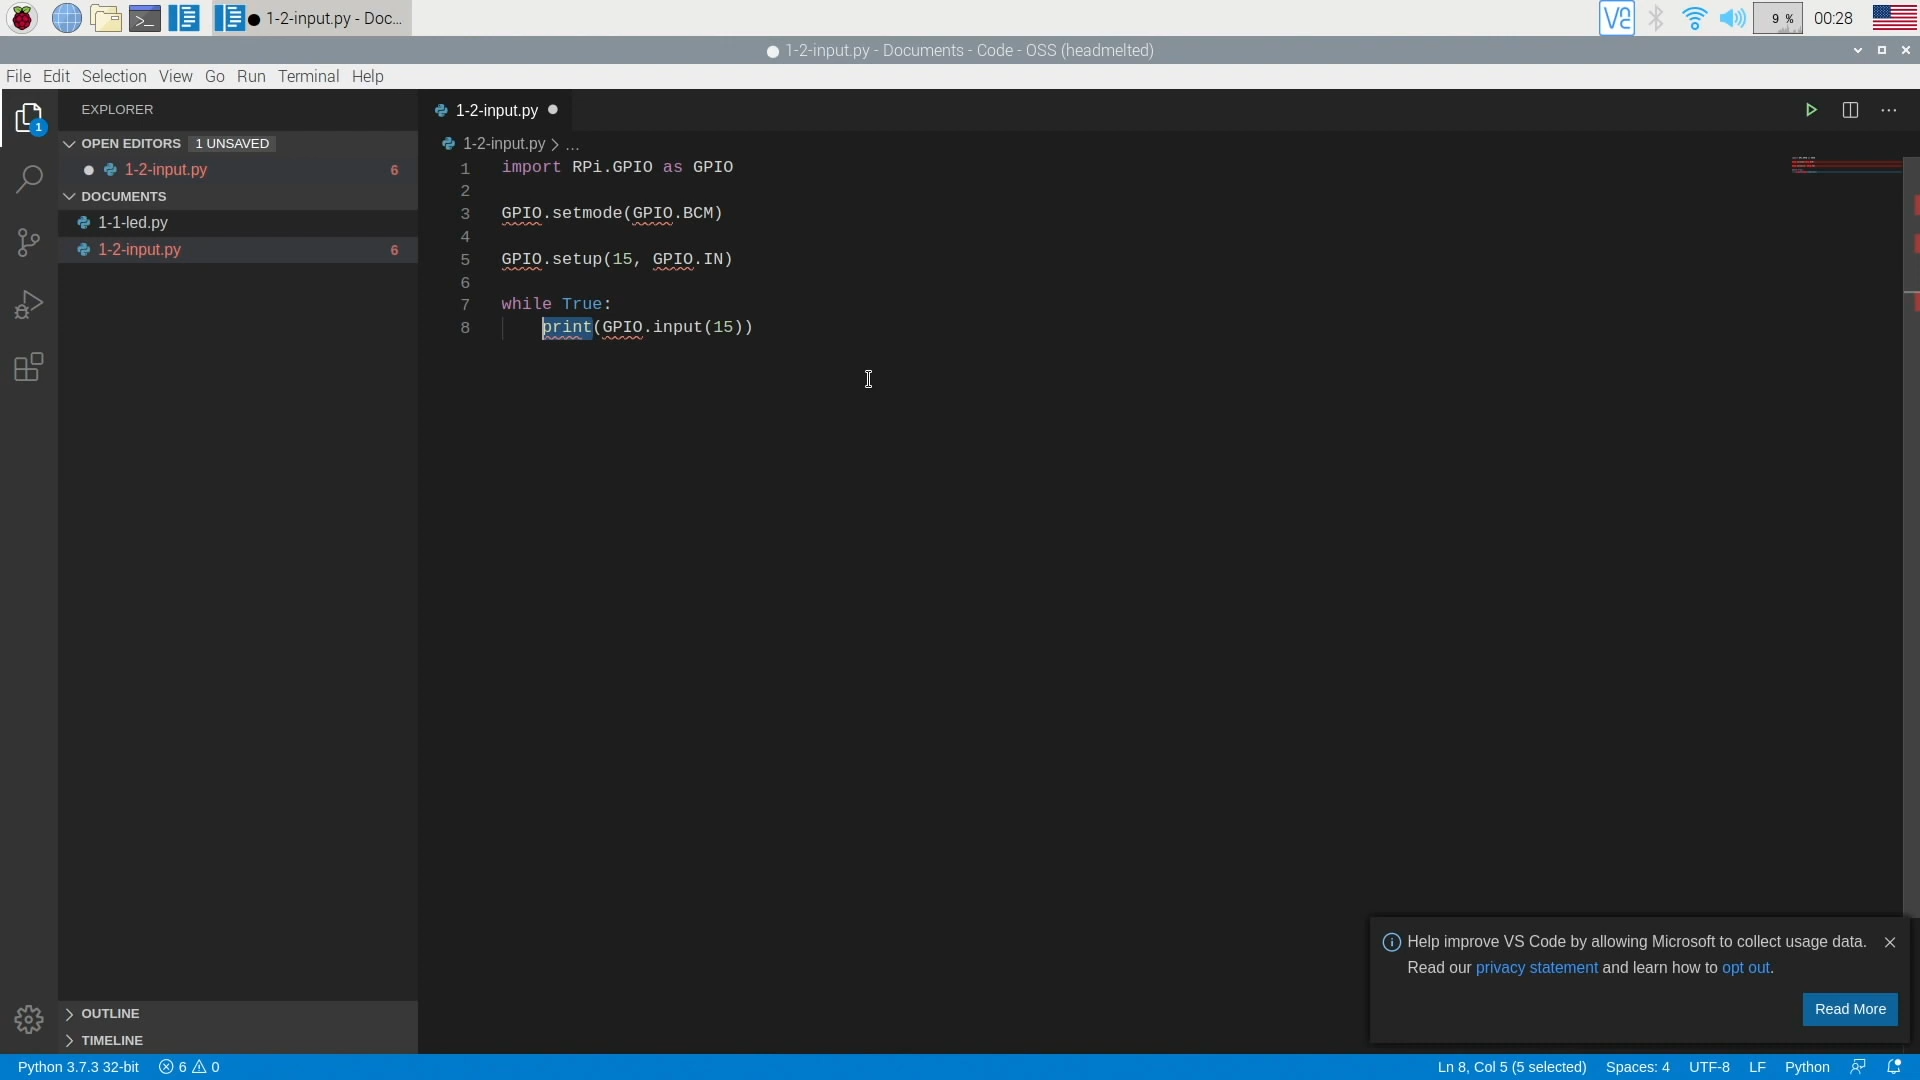 1-2-input.py - Doc...
V2
9 %
00:28
1-2-input.py - Documents - Code - OSS (headmelted)
File Edit Selection View Go Run Terminal Help
EXPLORER
1
OPEN EDITORS 1 UNSAVED
1-2-input.py 6
DOCUMENTS
1-1-led.py
1-2-input.py 6
OUTLINE
TIMELINE
1-2-input.py
1-2-input.py > ...
1 import RPi.GPIO as GPIO
2
3 GPIO.setmode(GPIO.BCM)
4
5 GPIO.setup(15, GPIO.IN)
6
7 while True:
8 print(GPIO.input(15))
Help improve VS Code by allowing Microsoft to collect usage data.
Read our privacy statement and learn how to opt out.
Read More
Python 3.7.3 32-bit 6 0 Ln 8, Col 5 (5 selected) Spaces: 4 UTF-8 LF Python